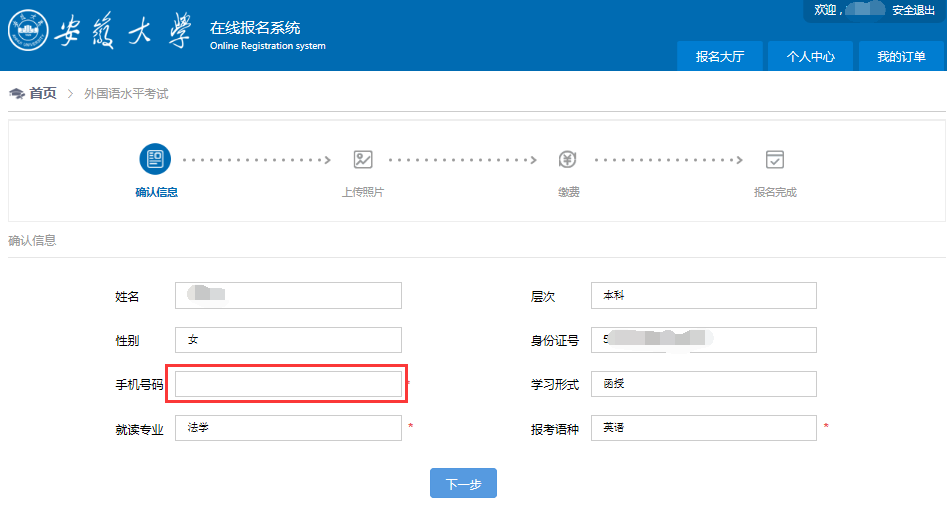 欢迎, 安全退出
安徽大学
在线报名系统
Online Registration system
报名大厅 个人中心 我的订单
首页 > 外国语水平考试
确认信息 上传照片 缴费 报名完成
确认信息
姓名 层次 本科
性别 女 身份证号 5
手机号码 * 学习形式 函授
就读专业 法学 * 报考语种 英语 *
下一步